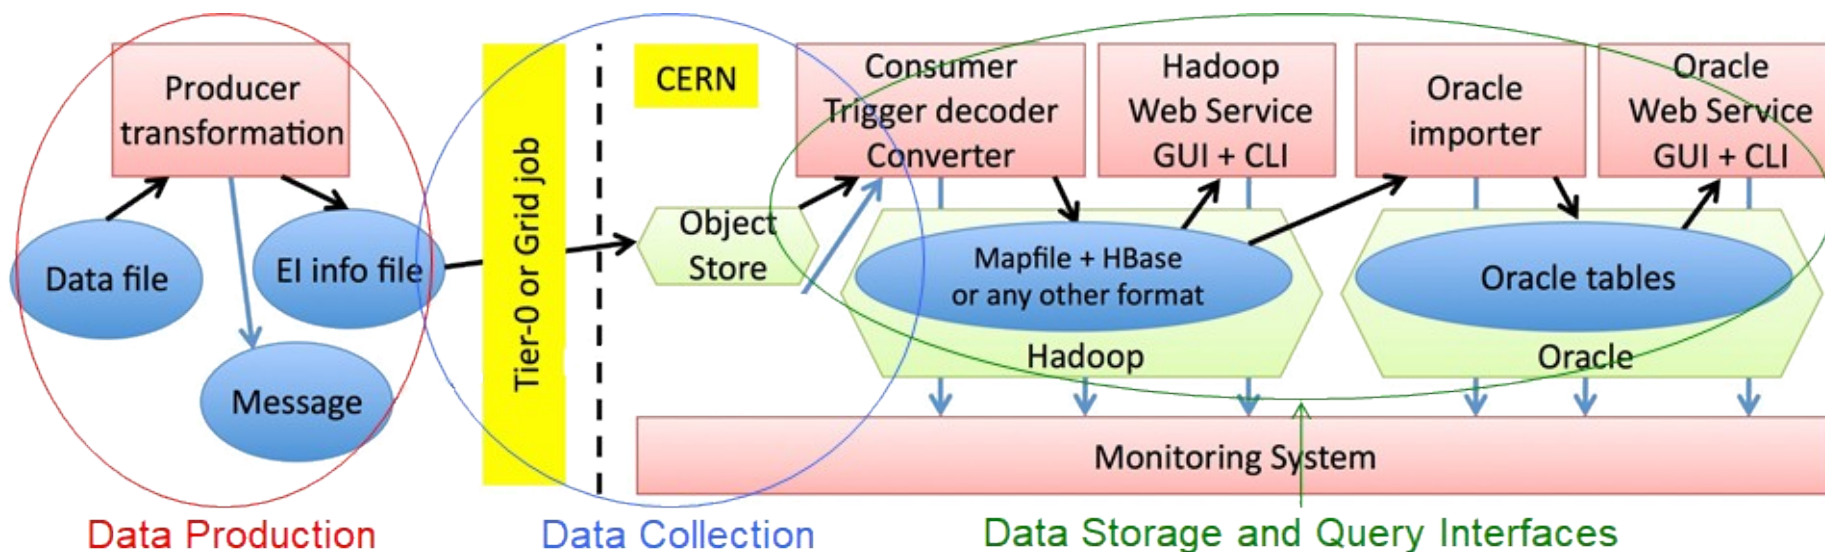 Producer
transformation
Data file
EI info file
Message
Tier-0 or Grid job
CERN
Object
Store
Consumer
Trigger decoder
Converter
Hadoop
Web Service
GUI + CLI
Oracle
importer
Oracle
Web Service
GUI + CLI
Mapfile + HBase
or any other format
Hadoop
Oracle tables
Oracle
Monitoring System
Data Production
Data Collection
Data Storage and Query Interfaces